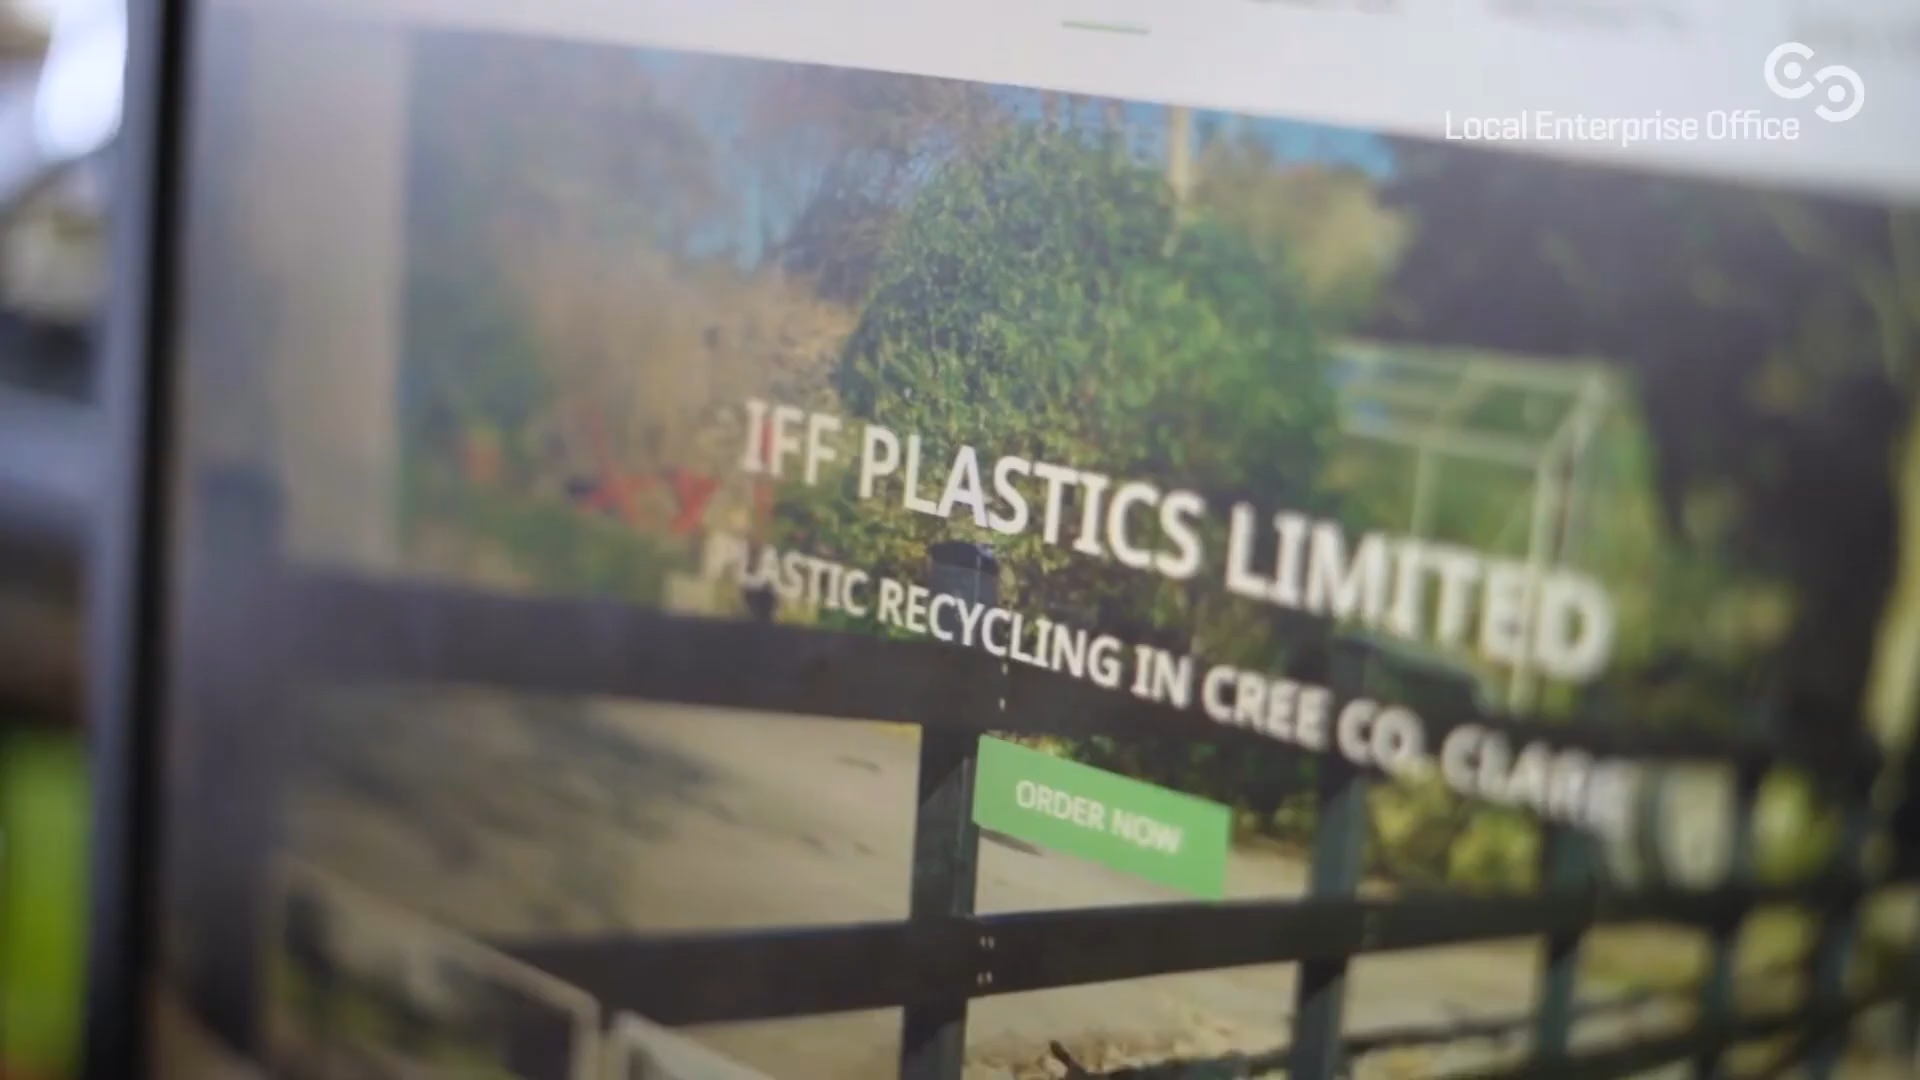 Local Enterprise Office
IFF PLASTICS LIMITED
PLASTIC RECYCLING IN CREE CO. CLARE
ORDER NOW